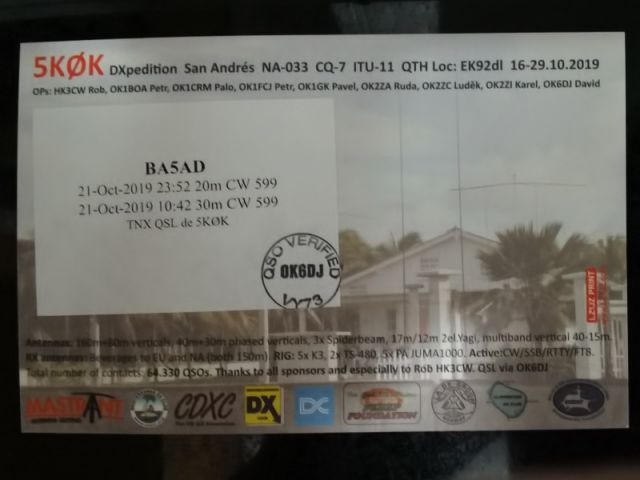 5KØK DXpedition San Andrés NA-033 CQ-7 ITU-11 QTH Loc: EK92dl 16-29.10.2019
OPs: HK3CW Rob, OK1BOA Petr, OK1CRM Palo, OK1FCJ Petr, OK1GK Pavel, OK2ZA Ruda, OK2ZC Luděk, OK2ZI Karel, OK6DJ David
BA5AD
21-Oct-2019 23:52 20m CW 599
21-Oct-2019 10:42 30m CW 599
TNX QSL de 5KØK
QSO VERIFIED
OK6DJ
73
LZ1JZ PRINT
Antennas: 160m+80m verticals, 40m+30m phased verticals, 3x Spiderbeam, 17m/12m 2el.Yagi, multiband vertical 40-15m.
RX antennas: Beverages to EU and NA (both 150m). RIG: 5x K3, 2x TS-480, 5x PA JUMA1000. Active:CW/SSB/RTTY/FT8.
Total number of contacts, 64.330 QSOs. Thanks to all sponsors and especially to Rob HK3CW. QSL via OK6DJ
MASTRANT
CDXC
DX
DC
FOUNDATION